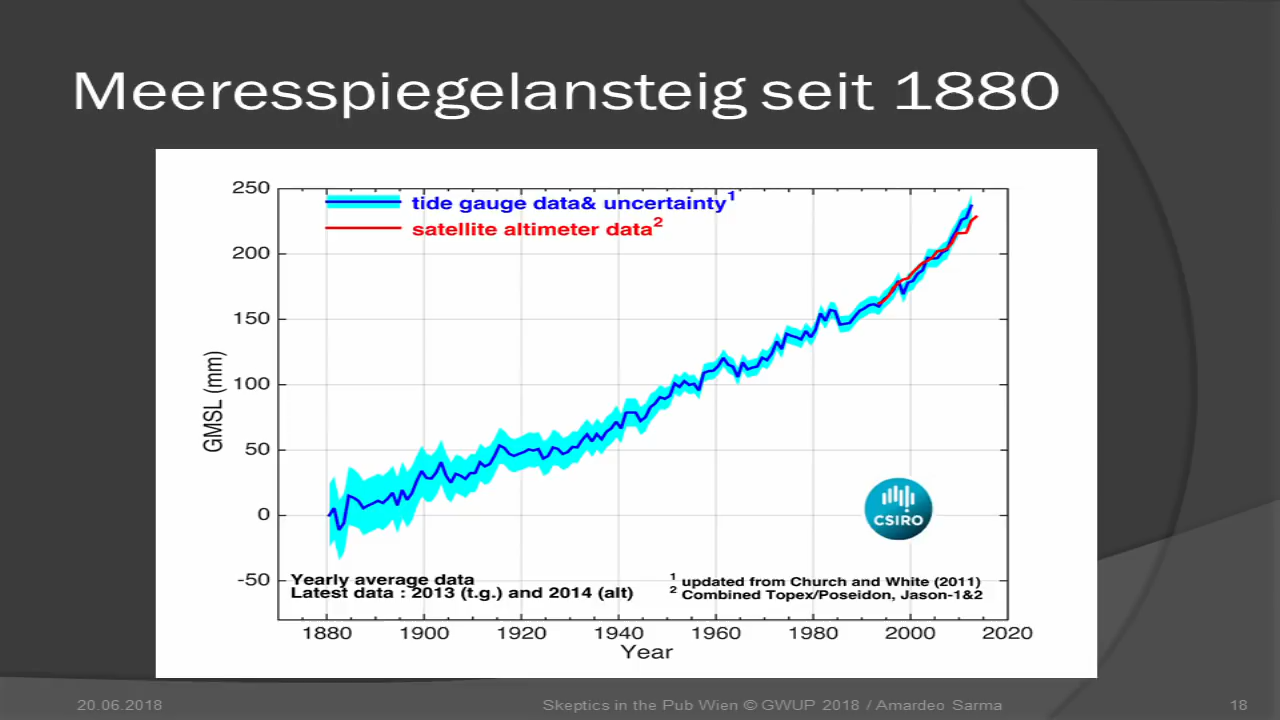 Meeresspiegelansteig seit 1880
250
tide gauge data& uncertainty1
satellite altimeter data2
200
150
100
50
0
-50
GMSL (mm)
CSIRO
Yearly average data
Latest data : 2013 (t.g.) and 2014 (alt)
1 updated from Church and White (2011)
2 Combined Topex/Poseidon, Jason-1&2
1880 1900 1920 1940 1960 1980 2000 2020
Year
20.06.2018 Skeptics in the Pub Wien © GWUP 2018 / Amardeo Sarma 18